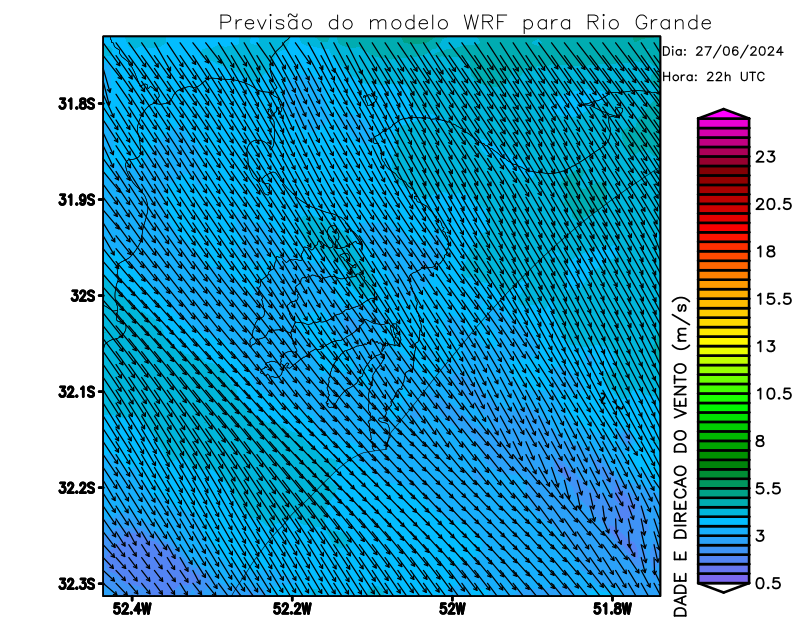 Previsão do modelo WRF para Rio Grande
Dia: 27/06/2024
Hora: 22h UTC
31.8S
31.9S
32S
32.1S
32.2S
32.3S
52.4W
52.2W
52W
51.8W
23
20.5
18
15.5
13
10.5
8
5.5
3
0.5
DADE E DIRECAO DO VENTO (m/s)